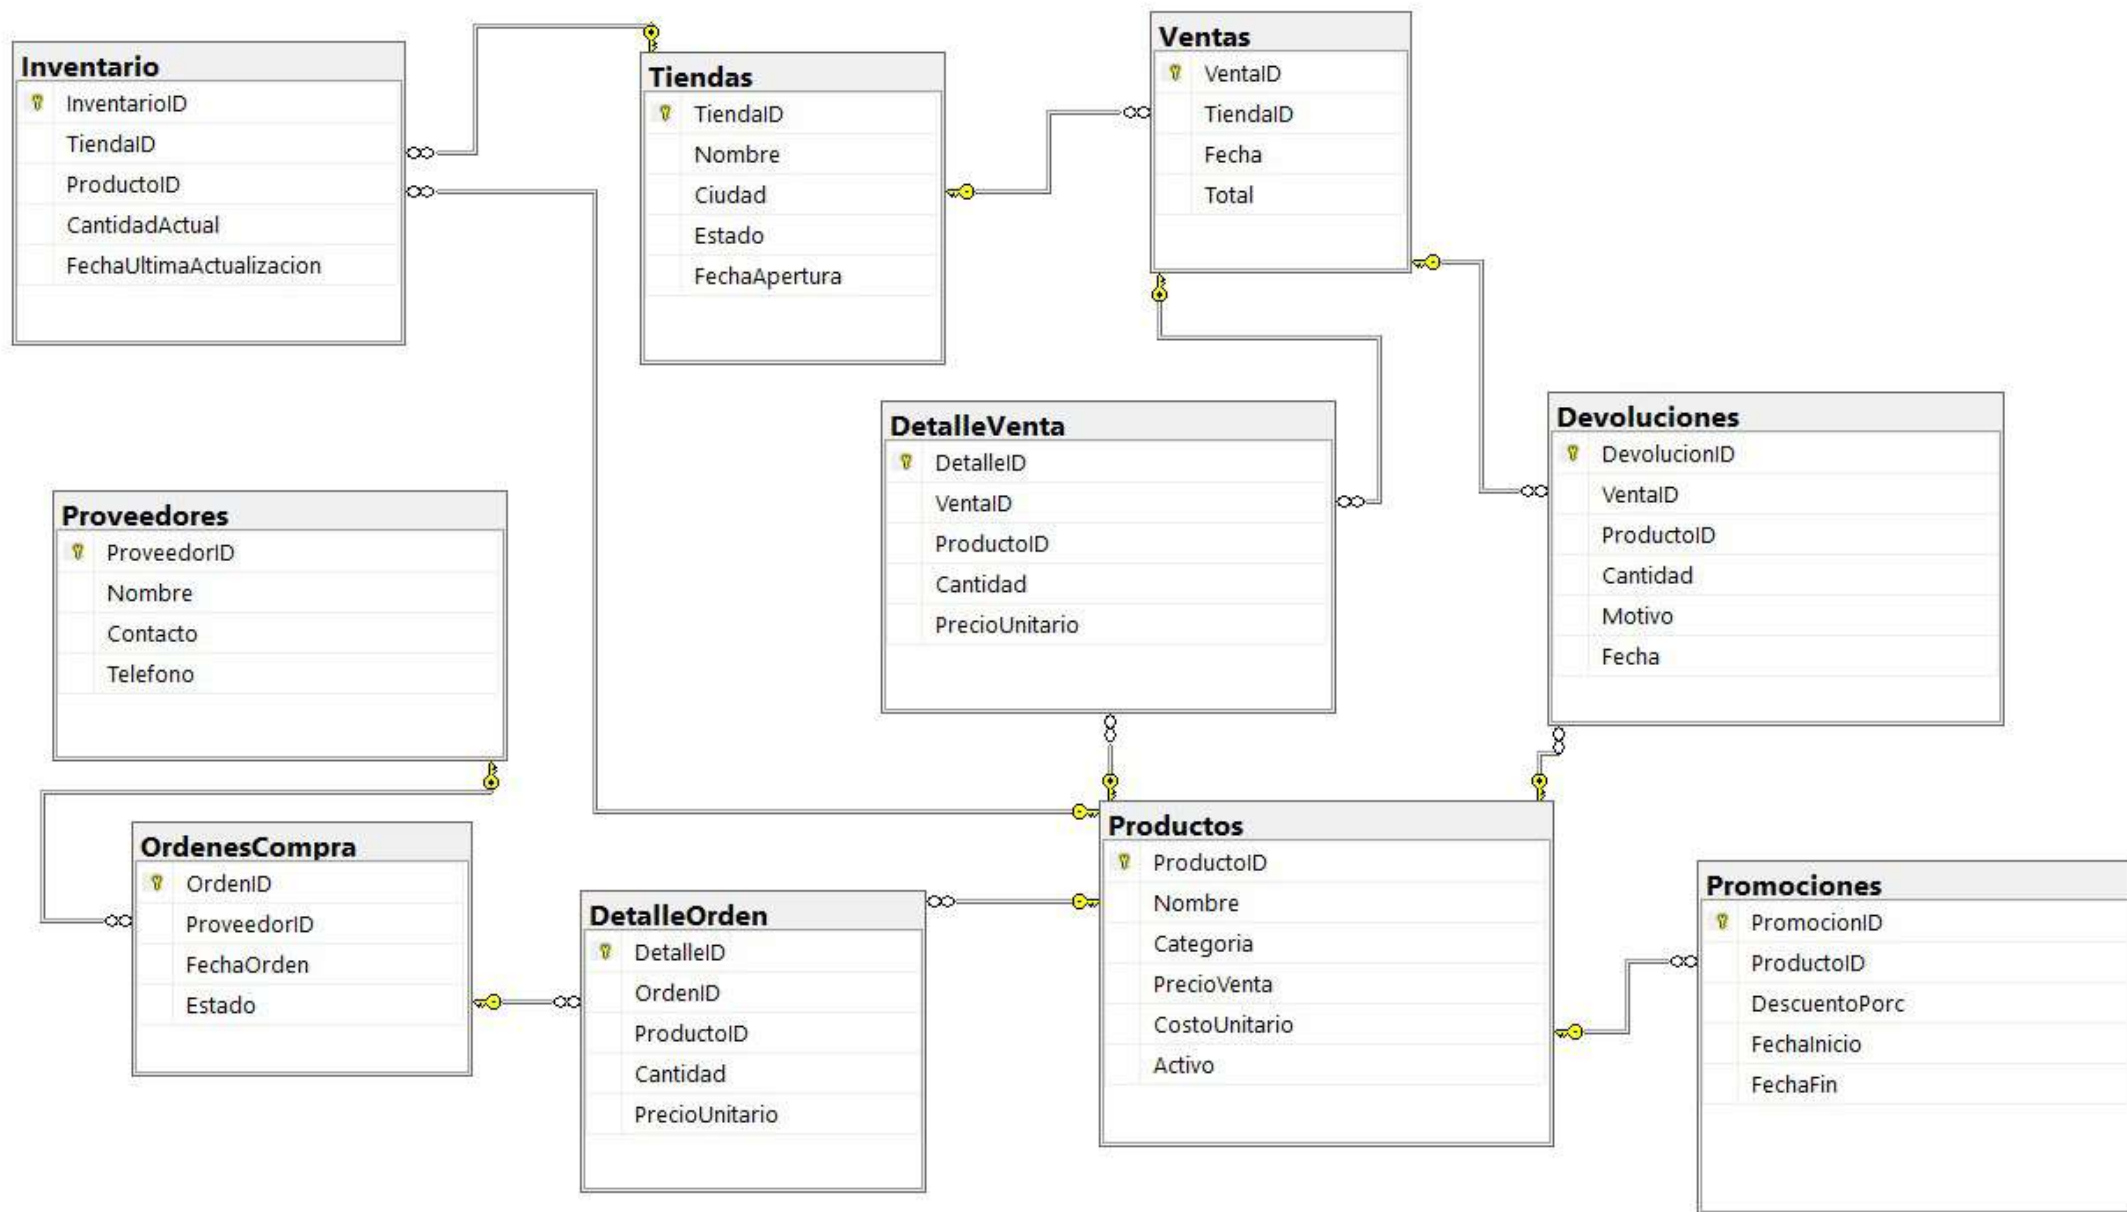 Inventario
InventarioID
TiendaID
ProductoID
CantidadActual
FechaUltimaActualizacion
Tiendas
TiendaID
Nombre
Ciudad
Estado
FechaApertura
Ventas
VentaID
TiendaID
Fecha
Total
DetalleVenta
DetalleID
VentaID
ProductoID
Cantidad
PrecioUnitario
Devoluciones
DevolucionID
VentaID
ProductoID
Cantidad
Motivo
Fecha
Proveedores
ProveedorID
Nombre
Contacto
Telefono
OrdenesCompra
OrdenID
ProveedorID
FechaOrden
Estado
DetalleOrden
DetalleID
OrdenID
ProductoID
Cantidad
PrecioUnitario
Productos
ProductoID
Nombre
Categoria
PrecioVenta
CostoUnitario
Activo
Promociones
PromocionID
ProductoID
DescuentoPorc
FechaInicio
FechaFin